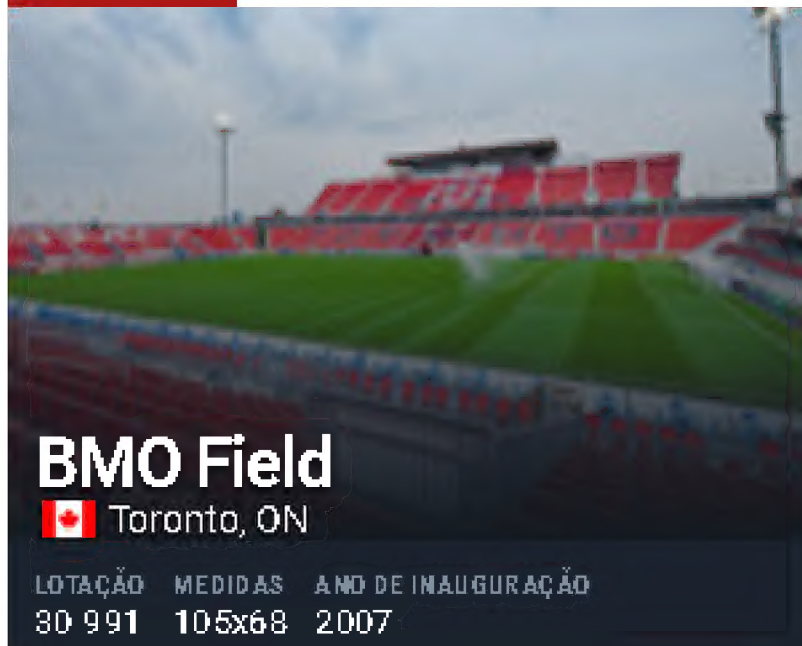 BMO Field
Toronto, ON
LOTAÇÃO MEDIDAS ANO DE INAUGURAÇÃO
30 991 105x68 2007